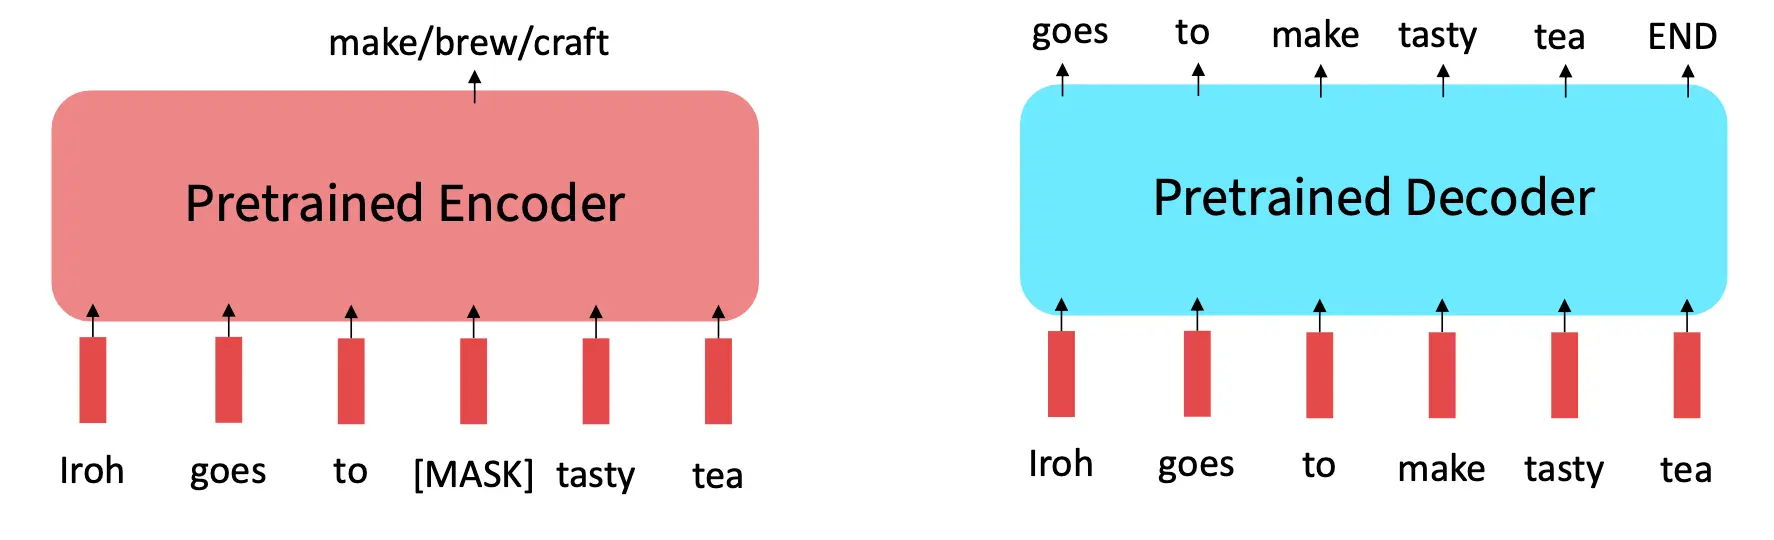 make/brew/craft
Pretrained Encoder
Iroh goes to [MASK] tasty tea
goes to make tasty tea END
Pretrained Decoder
Iroh goes to make tasty tea